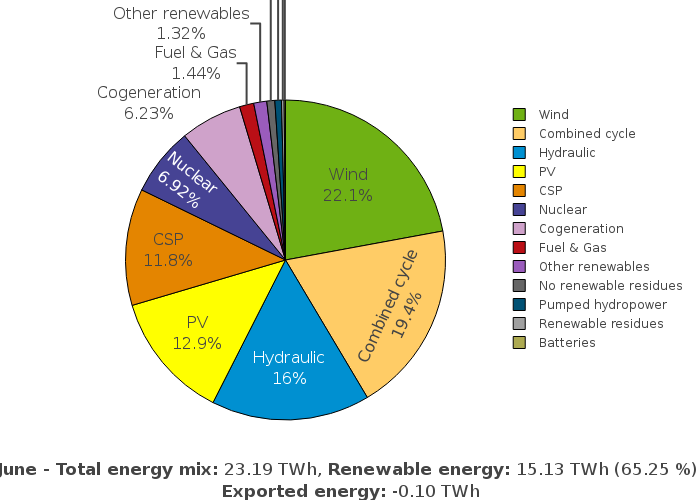 Other renewables
1.32%
Fuel & Gas
1.44%
Cogeneration
6.23%
Nuclear
6.92%
Wind
22.1%
CSP
11.8%
Combined cycle
19.4%
PV
12.9%
Hydraulic
16%
Wind
Combined cycle
Hydraulic
PV
CSP
Nuclear
Cogeneration
Fuel & Gas
Other renewables
No renewable residues
Pumped hydropower
Renewable residues
Batteries
June - Total energy mix: 23.19 TWh, Renewable energy: 15.13 TWh (65.25 %)
Exported energy: -0.10 TWh